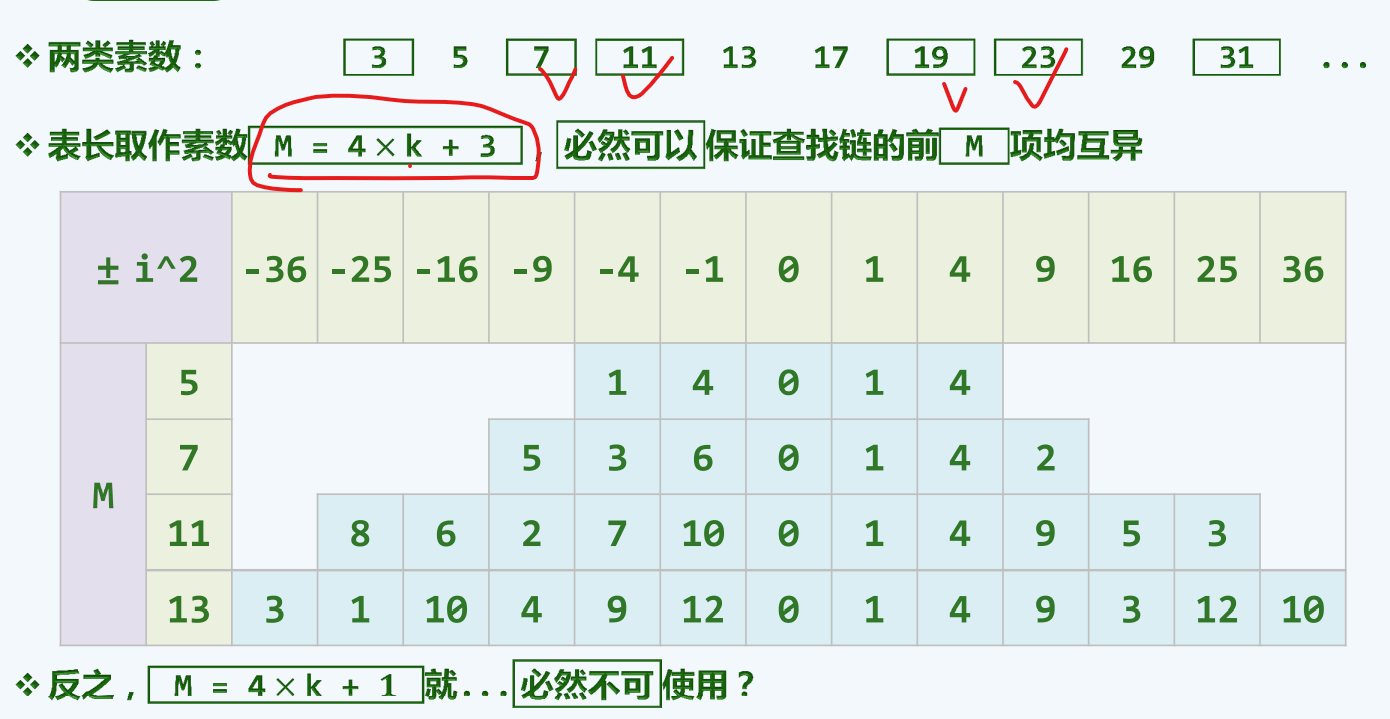 ❖ 两类素数： 3 5 7 11 13 17 19 23 29 31 ...
❖ 表长取作素数 M = 4×k + 3 ，必然可以保证查找链的前 M 项均互异
± i^2 -36 -25 -16 -9 -4 -1 0 1 4 9 16 25 36
5 1 4 0 1 4
7 5 3 6 0 1 4 2
M
11 8 6 2 7 10 0 1 4 9 5 3
13 3 1 10 4 9 12 0 1 4 9 3 12 10
❖ 反之，M = 4×k + 1 就...必然不可使用？